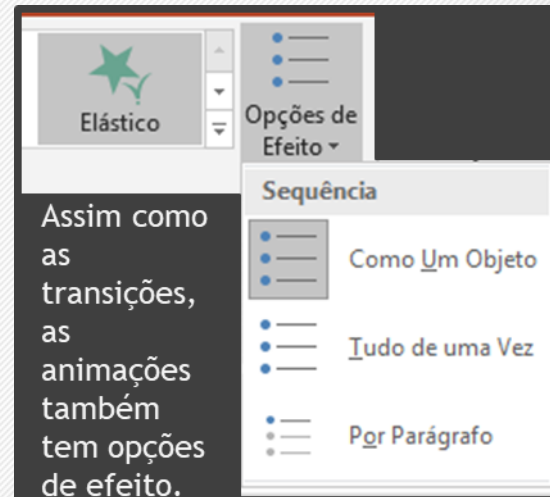 Elástico
Opções de
Efeito
Sequência
Como Um Objeto
Tudo de uma Vez
Por Parágrafo
Assim como
as
transições,
as
animações
também
tem opções
de efeito.